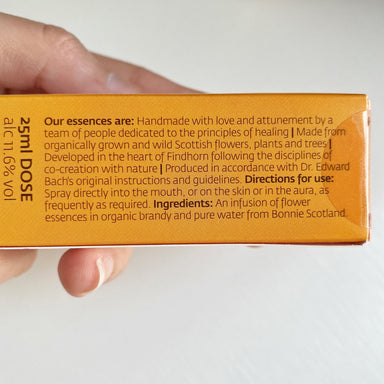 Our essences are: Handmade with love and attunement by a
team of people dedicated to the principles of healing | Made from
organically grown and wild Scottish flowers, plants and trees |
Developed in the heart of Findhorn following the disciplines of
co-creation with nature | Produced in accordance with Dr. Edward
Bach's original instructions and guidelines. Directions for use:
Spray directly into the mouth, or on the skin or in the aura, as
frequently as required. Ingredients: An infusion of flower
essences in organic brandy and pure water from Bonnie Scotland.
25ml DOSE
alc 11.6% vol